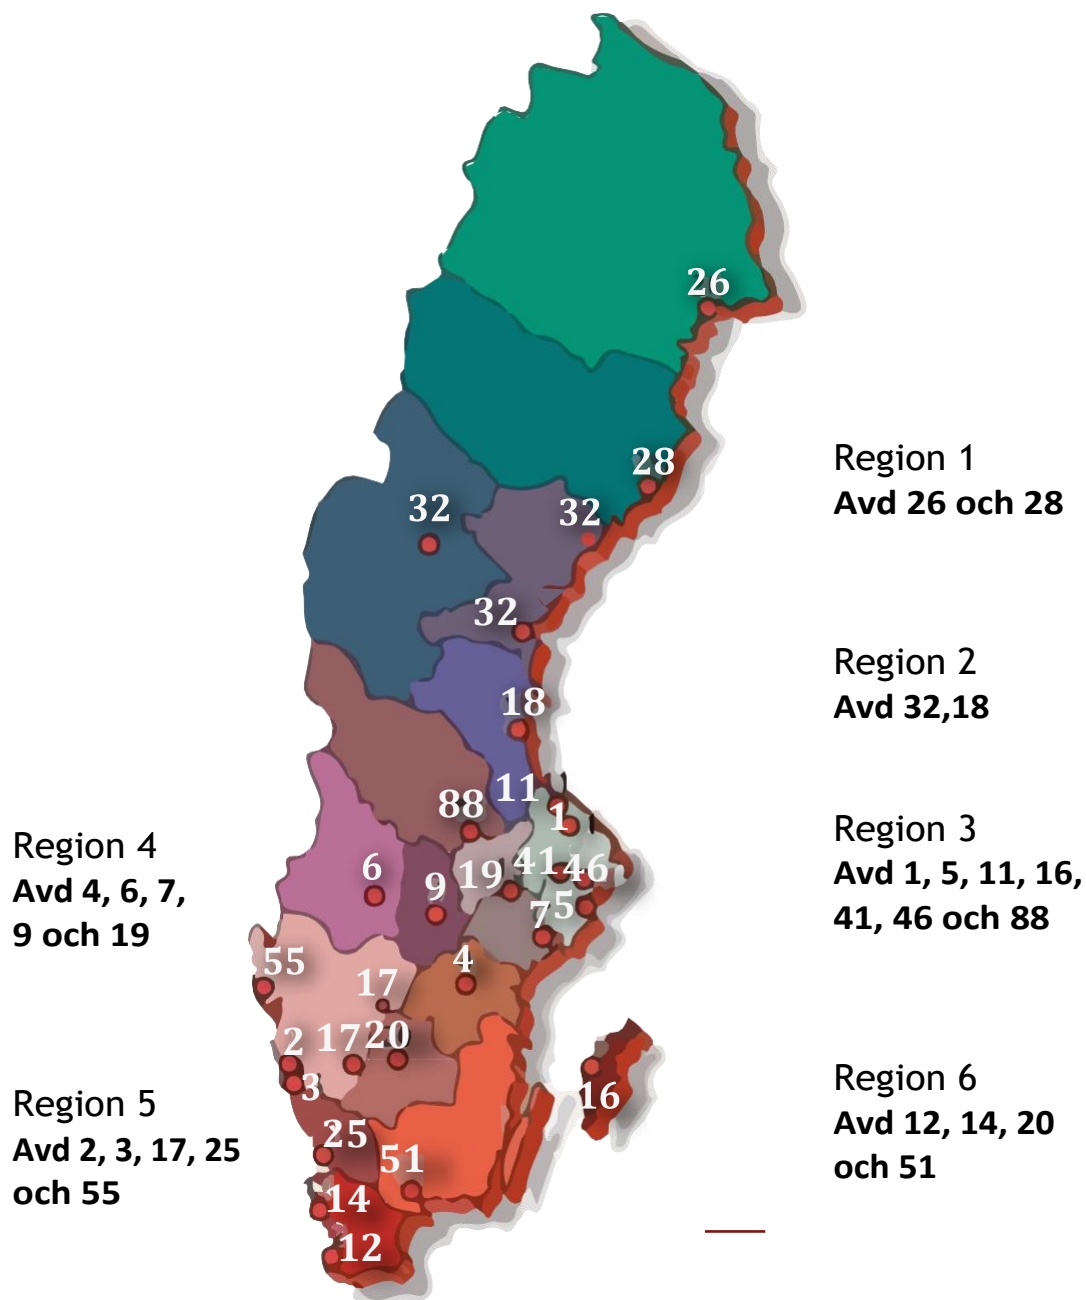 26
28
32
32
32
18
11
88
1
41
46
6
19
9
5
7
55
4
17
2
17
20
3
16
25
51
14
12
Region 1
Avd 26 och 28
Region 2
Avd 32,18
Region 3
Avd 1, 5, 11, 16,
41, 46 och 88
Region 4
Avd 4, 6, 7,
9 och 19
Region 5
Avd 2, 3, 17, 25
och 55
Region 6
Avd 12, 14, 20
och 51